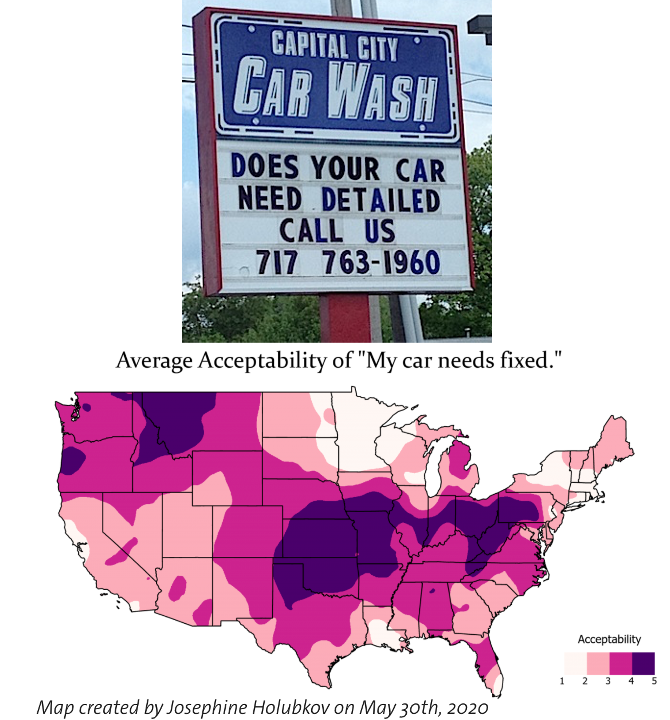 CAPITAL CITY
CAR WASH
DOES YOUR CAR
NEED DETAILED
CALL US
717 763-1960
Average Acceptability of "My car needs fixed."
Acceptability
1 2 3 4 5
Map created by Josephine Holubkov on May 30th, 2020